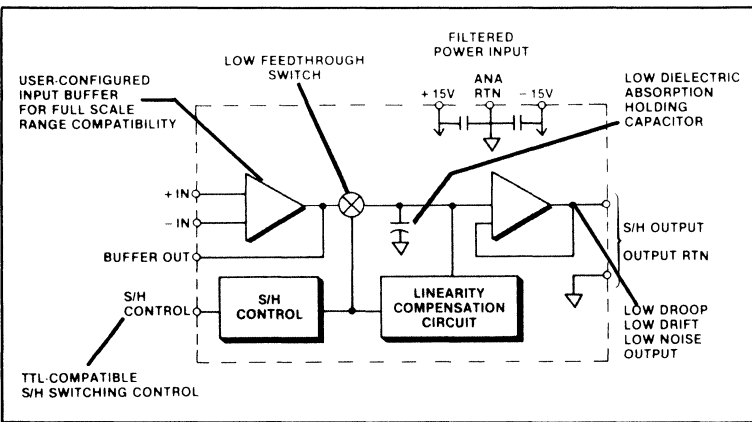 FILTERED
POWER INPUT
LOW FEEDTHROUGH
SWITCH
USER-CONFIGURED
INPUT BUFFER
FOR FULL SCALE
RANGE COMPATIBILITY
+ 15V
ANA
RTN
- 15V
LOW DIELECTRIC
ABSORPTION
HOLDING
CAPACITOR
+ IN
- IN
BUFFER OUT
S/H
CONTROL
S/H
CONTROL
LINEARITY
COMPENSATION
CIRCUIT
S/H OUTPUT
OUTPUT RTN
LOW DROOP
LOW DRIFT
LOW NOISE
OUTPUT
TTL-COMPATIBLE
S/H SWITCHING CONTROL